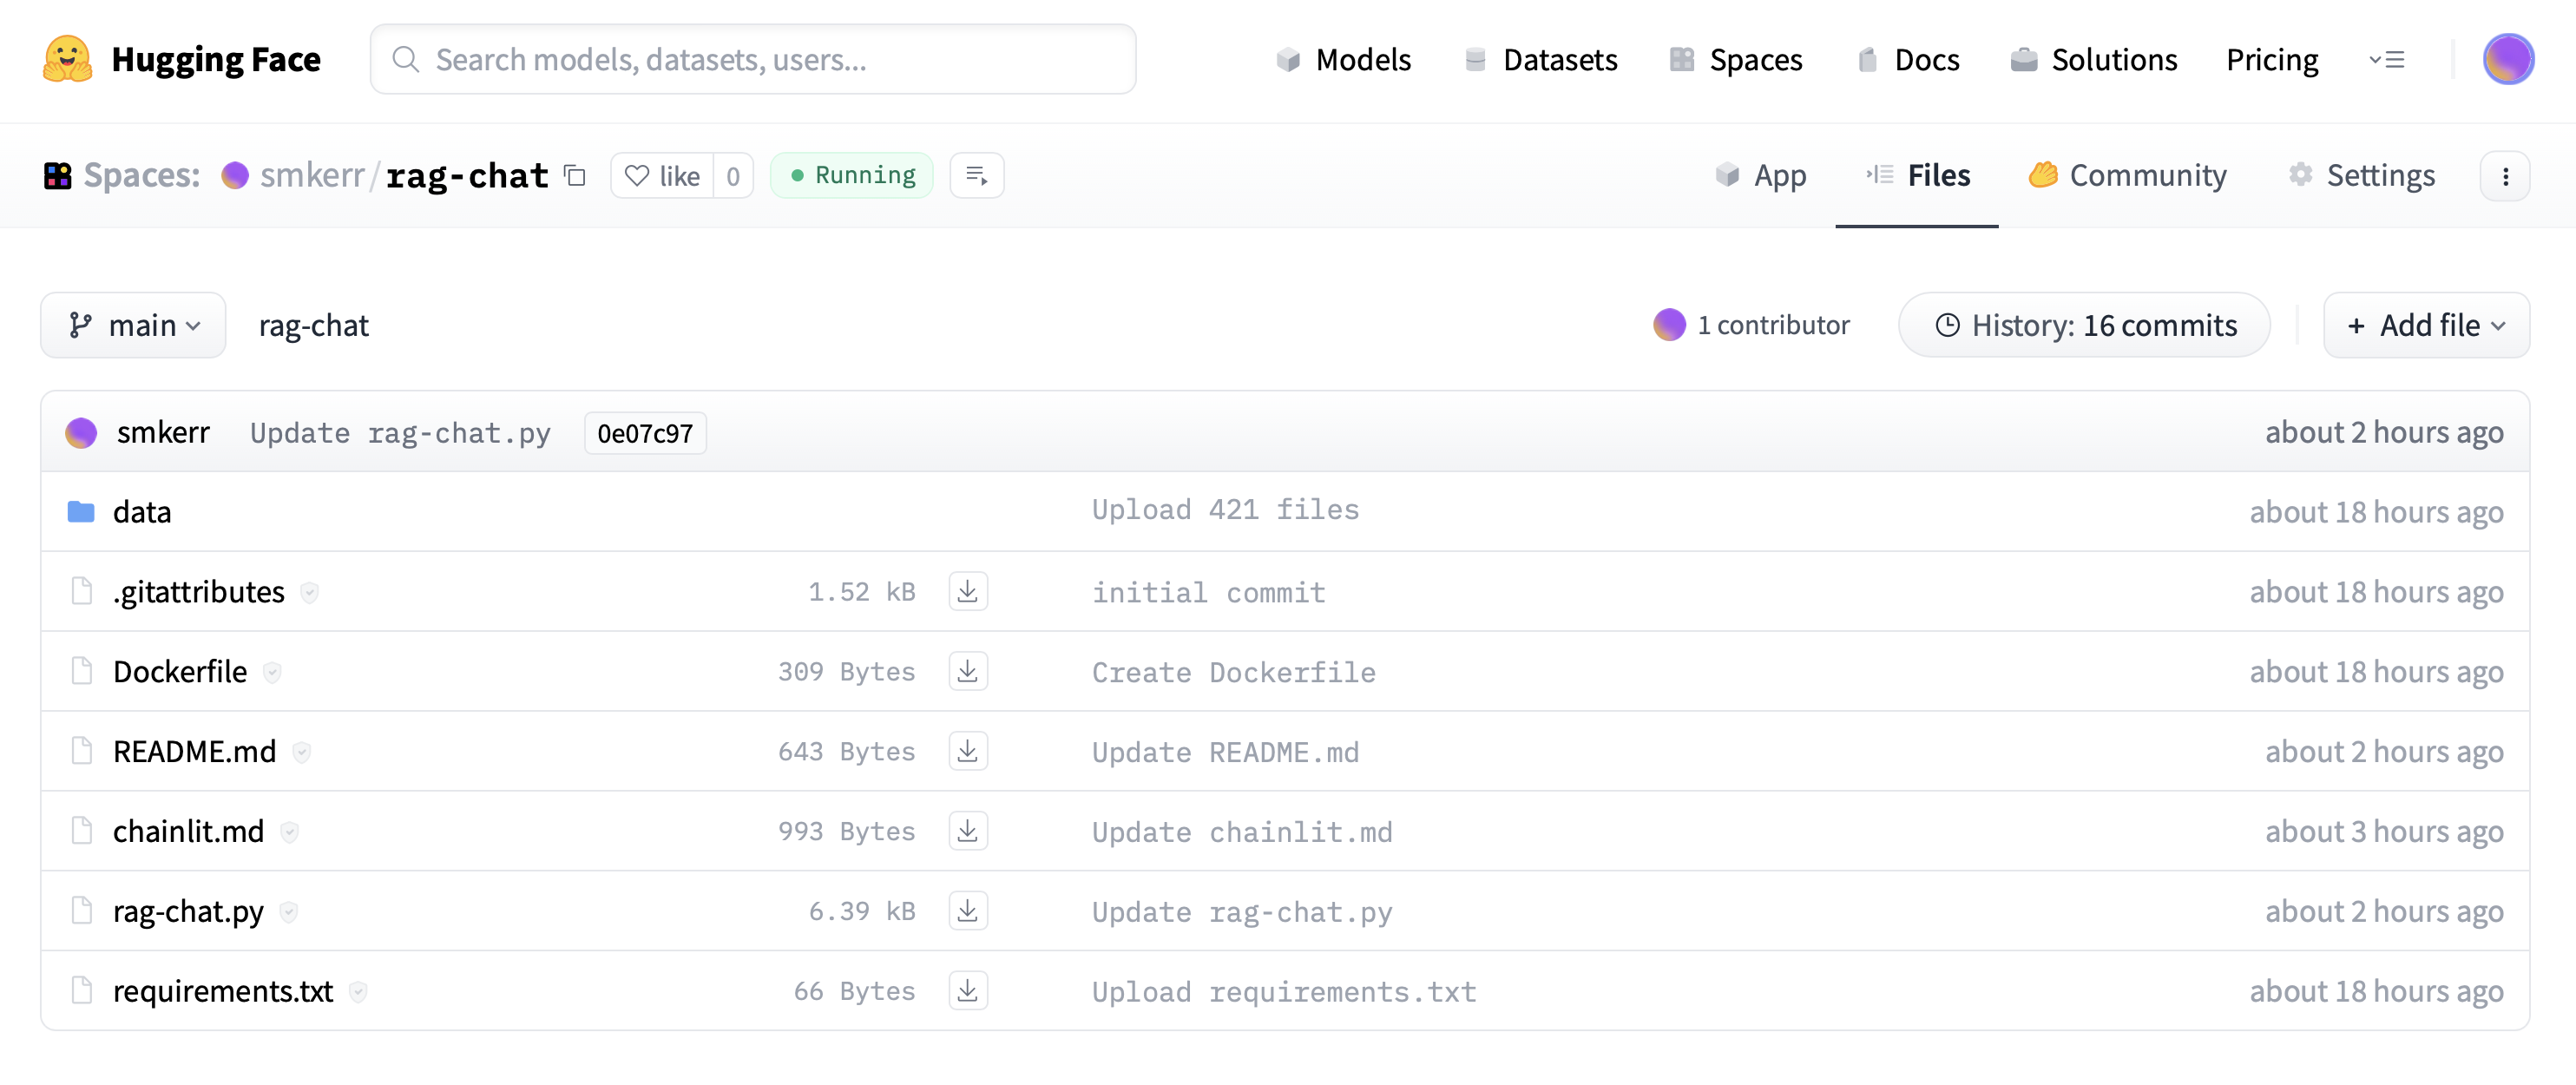 Hugging Face Search models, datasets, users... Models Datasets Spaces Docs Solutions Pricing
Spaces: smkerr/rag-chat like 0 Running App Files Community Settings
main rag-chat 1 contributor History: 16 commits + Add file
smkerr Update rag-chat.py 0e07c97 about 2 hours ago
data Upload 421 files about 18 hours ago
.gitattributes 1.52 kB initial commit about 18 hours ago
Dockerfile 309 Bytes Create Dockerfile about 18 hours ago
README.md 643 Bytes Update README.md about 2 hours ago
chainlit.md 993 Bytes Update chainlit.md about 3 hours ago
rag-chat.py 6.39 kB Update rag-chat.py about 2 hours ago
requirements.txt 66 Bytes Upload requirements.txt about 18 hours ago